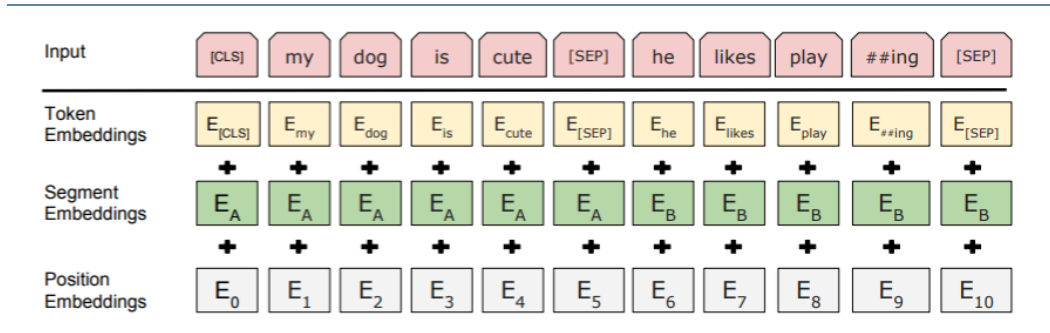 Input [CLS] my dog is cute [SEP] he likes play ##ing [SEP]
Token
Embeddings E[CLS] Emy Edog Eis Ecute E[SEP] Ehe Elikes Eplay E##ing E[SEP]
+ + + + + + + + + + +
Segment
Embeddings EA EA EA EA EA EA EB EB EB EB EB
+ + + + + + + + + + +
Position
Embeddings E0 E1 E2 E3 E4 E5 E6 E7 E8 E9 E10